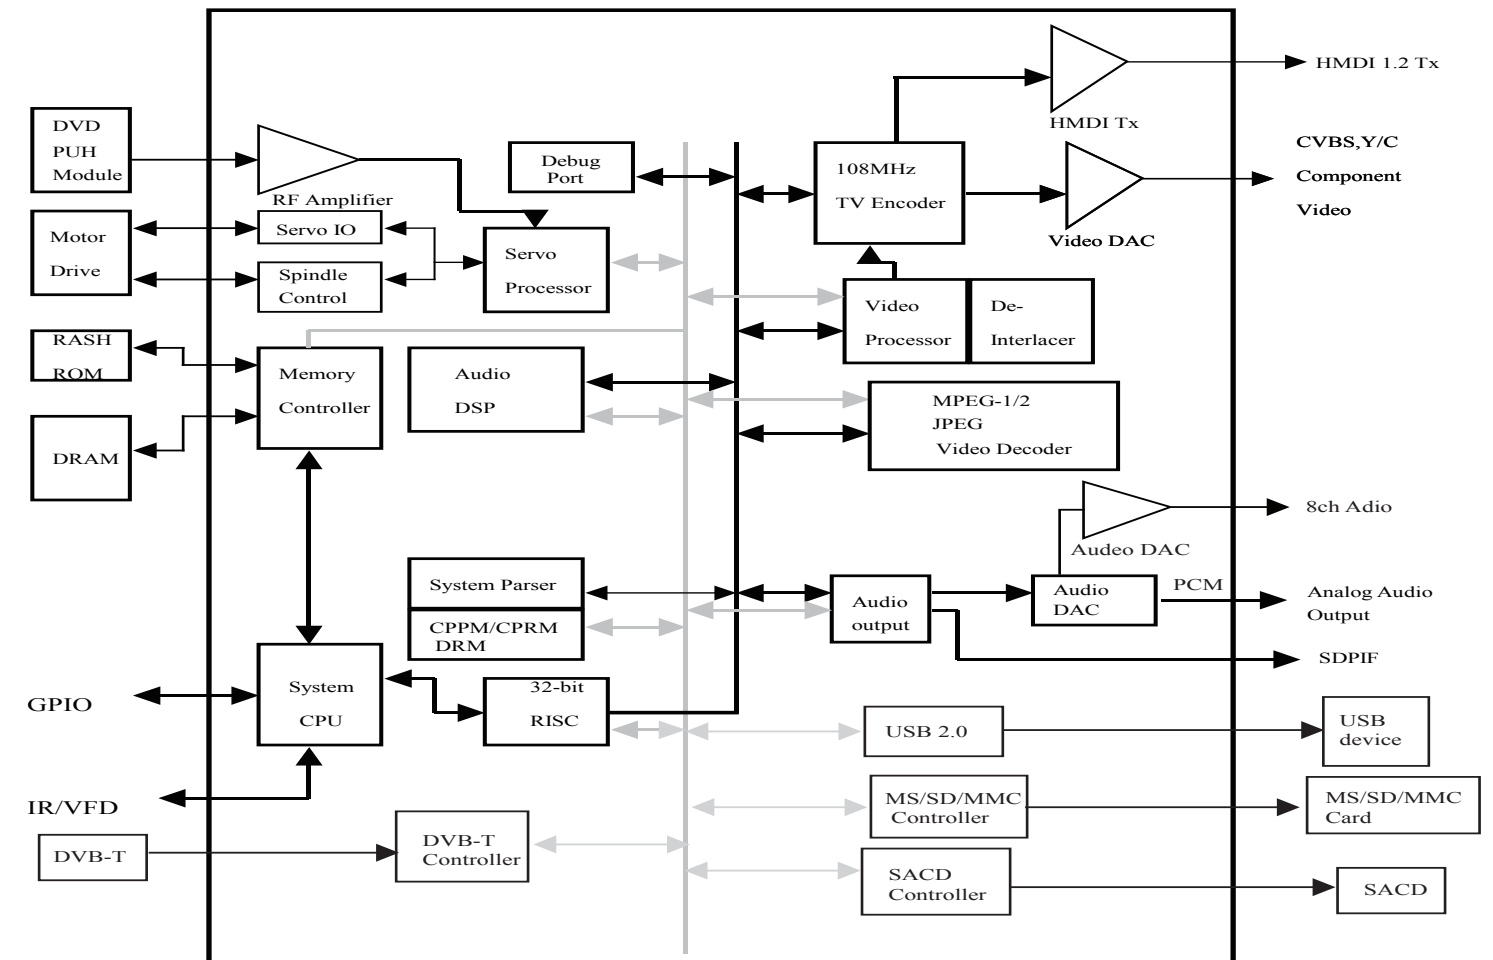 HMDI 1.2 Tx
HMDI Tx
DVD
PUH
Module
RF Amplifier
Debug
Port
108MHz
TV Encoder
CVBS,Y/C
Component
Video
Video DAC
Motor
Drive
Servo IO
Spindle
Control
Servo
Processor
Video
Processor
De-
Interlacer
RASH
ROM
Memory
Controller
Audio
DSP
MPEG-1/2
JPEG
Video Decoder
DRAM
8ch Adio
Audeo DAC
System Parser
CPPM/CPRM
DRM
Audio
output
Audio
DAC
PCM
Analog Audio
Output
SDPIF
GPIO
System
CPU
32-bit
RISC
USB 2.0
USB
device
IR/VFD
MS/SD/MMC
Controller
MS/SD/MMC
Card
DVB-T
DVB-T
Controller
SACD
Controller
SACD